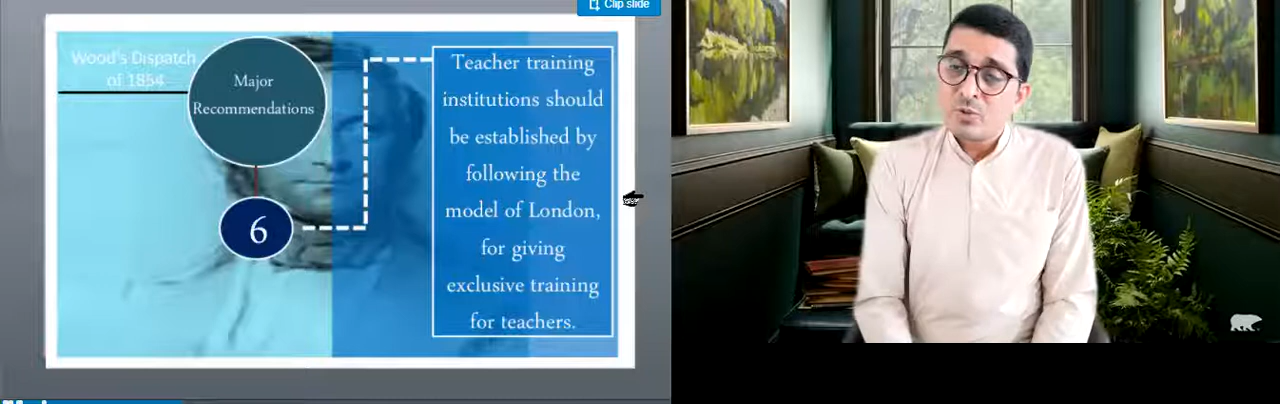 Clip slide
Wood's Dispatch
of 1854
Major
Recommendations
6
Teacher training
institutions should
be established by
following the
model of London,
for giving
exclusive training
for teachers.